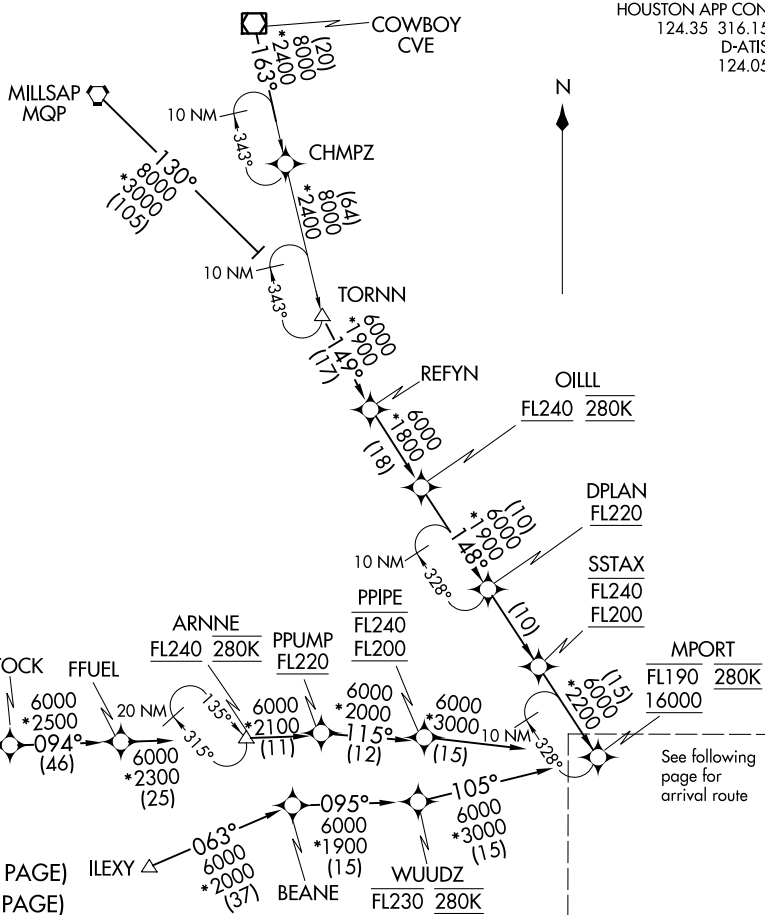 HOUSTON APP CON
124.35 316.15
D-ATIS
124.05
COWBOY
CVE
(20)
8000
*2400
163°
MILLSAP
MQP
10 NM
343°
CHMPZ
N
130°
8000
*3000
(105)
(64)
8000
*2400
10 NM
343°
TORNN
6000
*1900
149°
(17)
REFYN
6000
*1800
(18)
OILLL
FL240 280K
(10)
6000
*1900
148°
10 NM
328°
DPLAN
FL220
SSTAX
FL240
FL200
(10)
MPORT
FL190 280K
16000
(15)
6000
*2200
10 NM
328°
TOCK
6000
*2500
094°
(46)
FFUEL
6000
*2300
(25)
20 NM
135°
315°
ARNNE
FL240 280K
6000
*2100
(11)
PPUMP
FL220
6000
*2000
115°
(12)
PPIPE
FL240
FL200
6000
*3000
(15)
See following
page for
arrival route
105°
6000
*3000
(15)
095°
6000
*1900
(15)
063°
6000
*2000
(37)
PAGE)
PAGE)
ILEXY
BEANE
WUUDZ
FL230 280K